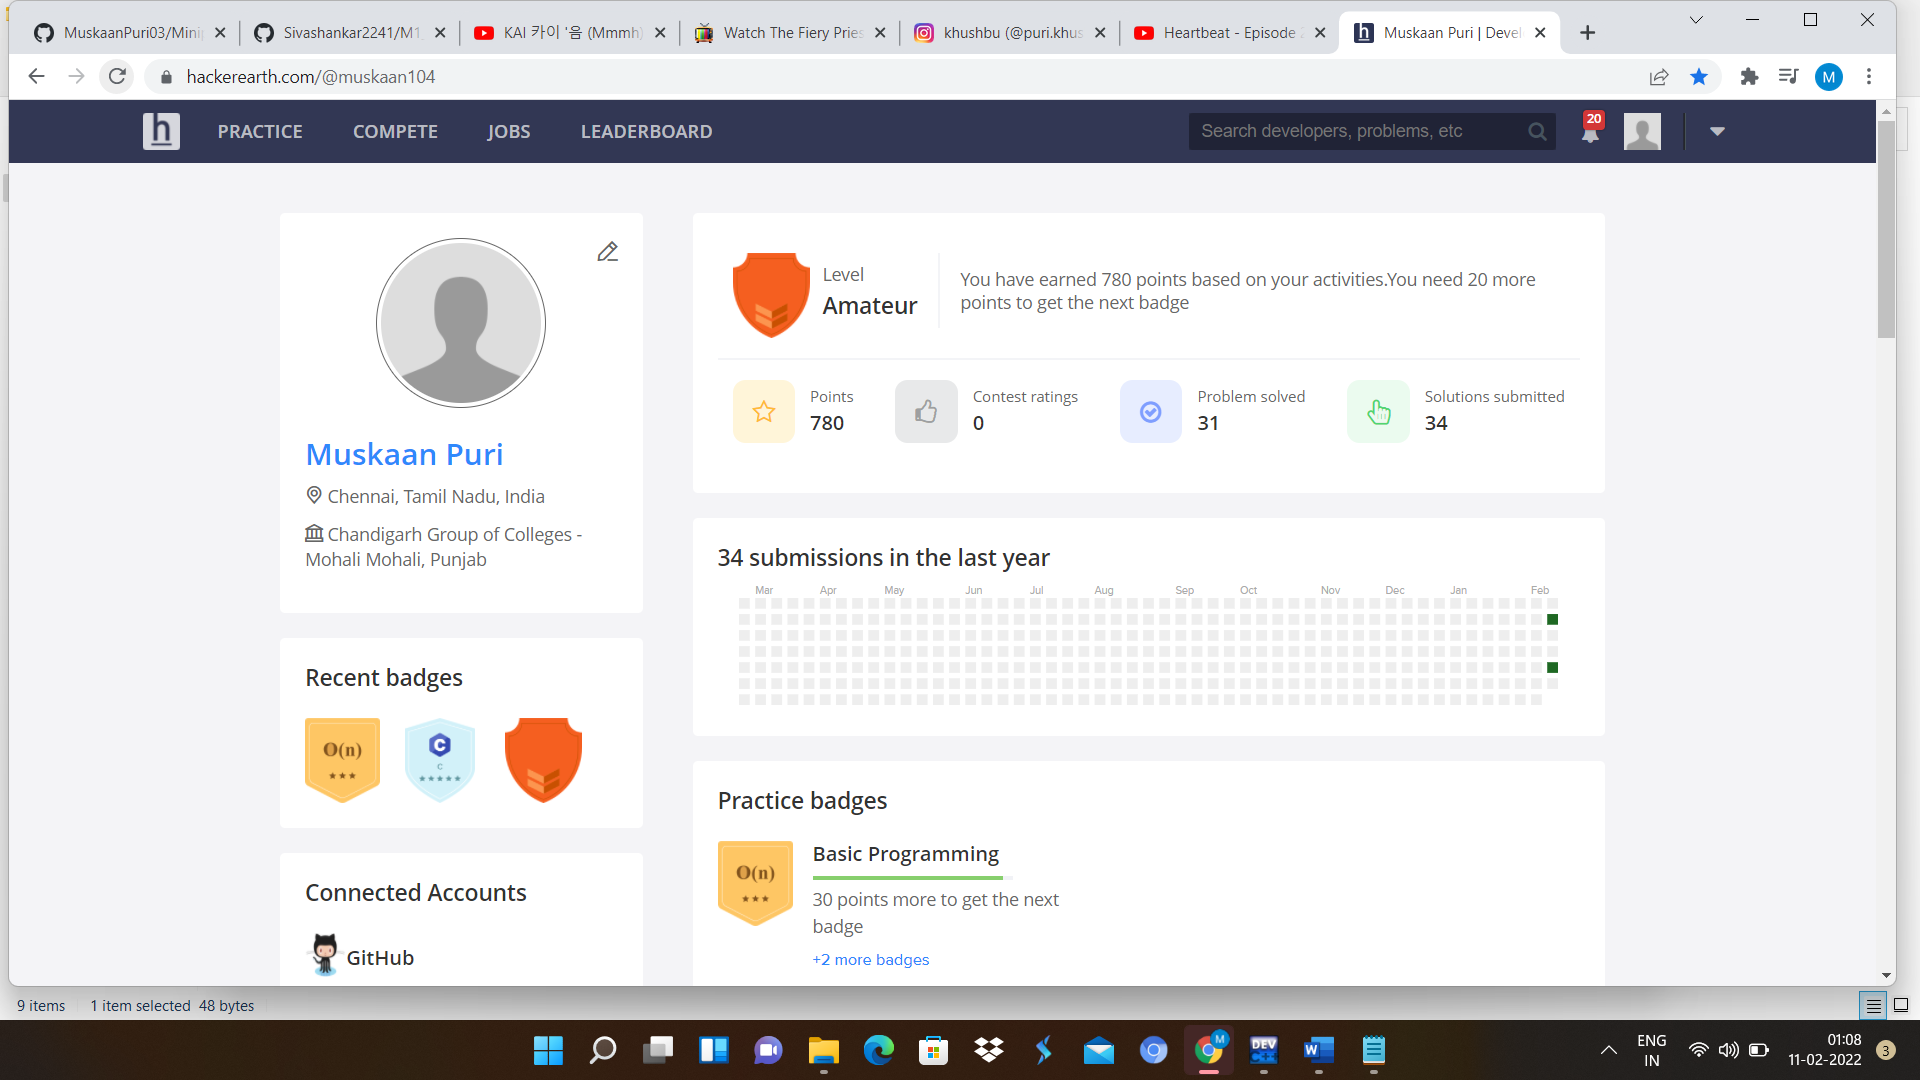 MuskaanPuri03/Minip
Sivashankar2241/M1_
KAI 카이 '음 (Mmmh)
Watch The Fiery Pries
khushbu (@puri.khus
Heartbeat - Episode
Muskaan Puri | Devel
hackerearth.com/@muskaan104
M
h
PRACTICE
COMPETE
JOBS
LEADERBOARD
Search developers, problems, etc
20
Muskaan Puri
Chennai, Tamil Nadu, India
Chandigarh Group of Colleges -
Mohali Mohali, Punjab
Recent badges
O(n)
C
C
Connected Accounts
GitHub
Level
Amateur
You have earned 780 points based on your activities.You need 20 more
points to get the next badge
Points
780
Contest ratings
0
Problem solved
31
Solutions submitted
34
34 submissions in the last year
Mar Apr May Jun Jul Aug Sep Oct Nov Dec Jan Feb
Practice badges
O(n)
Basic Programming
30 points more to get the next
badge
+2 more badges
9 items
1 item selected 48 bytes
M
DEV
C++
W
ENG
IN
01:08
11-02-2022
3